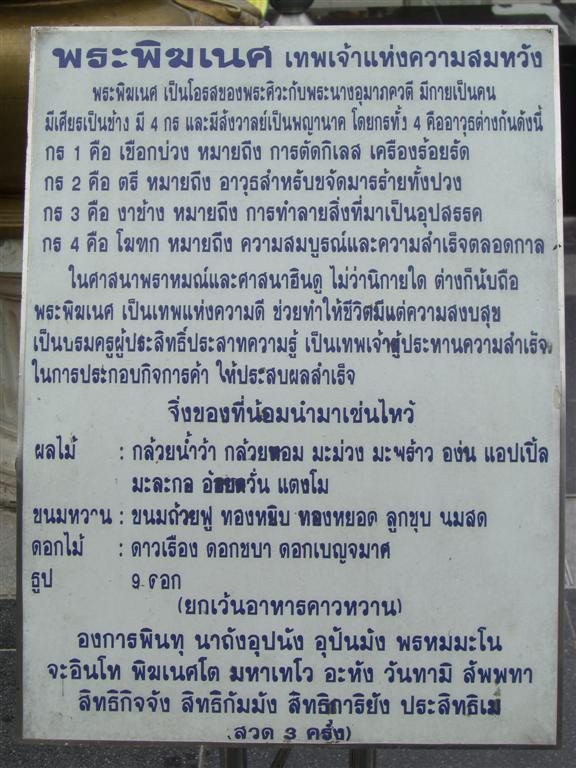 พระพิฆเนศ เทพเจ้าแห่งความสมหวัง
พระพิฆเนศ เป็นโอรสของพระศิวะกับพระนางอุมาภควตี มีกายเป็นคน
มีเศียรเป็นช้าง มี 4 กร และมีสังวาลย์เป็นพญานาค โดยกรทั้ง 4 คืออาวุธต่างกันดังนี้
กร 1 คือ เชือกบ่วง หมายถึง การตัดกิเลส เครื่องร้อยรัด
กร 2 คือ ตรี หมายถึง อาวุธสำหรับขจัดมารร้ายทั้งปวง
กร 3 คือ งาช้าง หมายถึง การทำลายสิ่งที่มาเป็นอุปสรรค
กร 4 คือ โมทก หมายถึง ความสมบูรณ์และความสำเร็จตลอดกาล
ในศาสนาพราหมณ์และศาสนาฮินดู ไม่ว่านิกายใด ต่างก็นับถือ
พระพิฆเนศ เป็นเทพแห่งความดี ช่วยทำให้ชีวิตมีแต่ความสงบสุข
เป็นบรมครูผู้ประสิทธิ์ประสาทความรู้ เป็นเทพเจ้าผู้ประทานความสำเร็จ
ในการประกอบกิจการค้า ให้ประสบผลสำเร็จ
จิ่งของที่น้อมนำมาเซ่นไหว้
ผลไม้ : กล้วยน้ำว้า กล้วยหอม มะม่วง มะพร้าว องุ่น แอปเปิ้ล
มะละกอ อ้อยควั่น แตงโม
ขนมหวาน : ขนมถ้วยฟู ทองหยิบ ทองหยอด ลูกชุบ นมสด
ดอกไม้ : ดาวเรือง ดอกชบา ดอกเบญจมาศ
ธูป 9 ดอก
(ยกเว้นอาหารคาวหวาน)
องการพินทุ นาถังอุปนัง อุปันมัง พรหมมะโน
จะอินโท พิฆเนศโต มหาเทโว อะหัง วันทามิ สัพพทา
สิทธิกิจจัง สิทธิกัมมัง สิทธิการิยัง ประสิทธิเม
(สวด 3 ครั้ง)